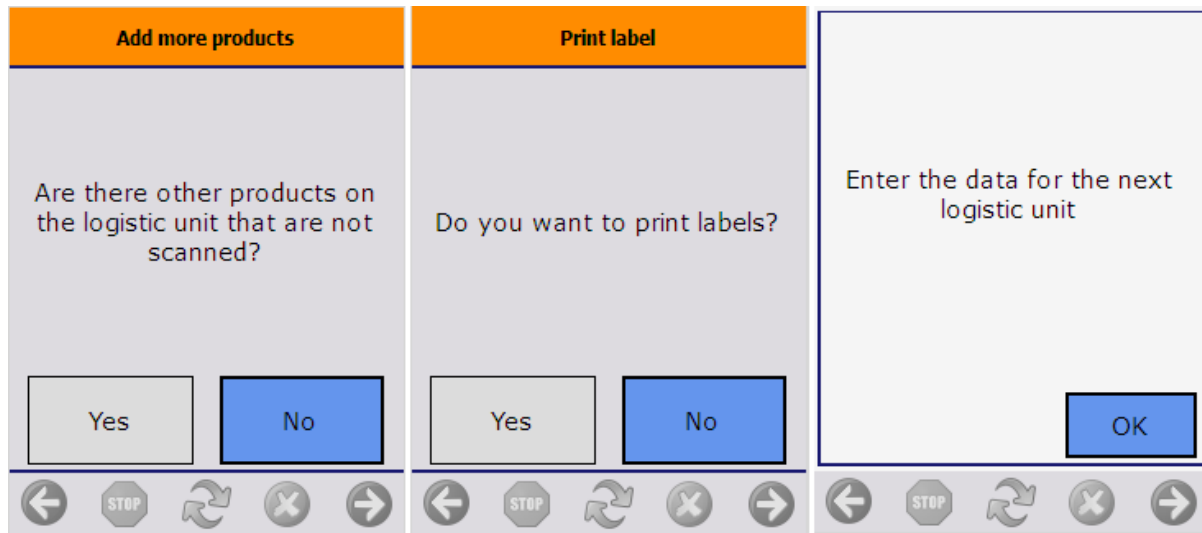 Add more products
Are there other products on
the logistic unit that are not
scanned?
Yes
No
STOP
Print label
Do you want to print labels?
Yes
No
STOP
Enter the data for the next
logistic unit
OK
STOP